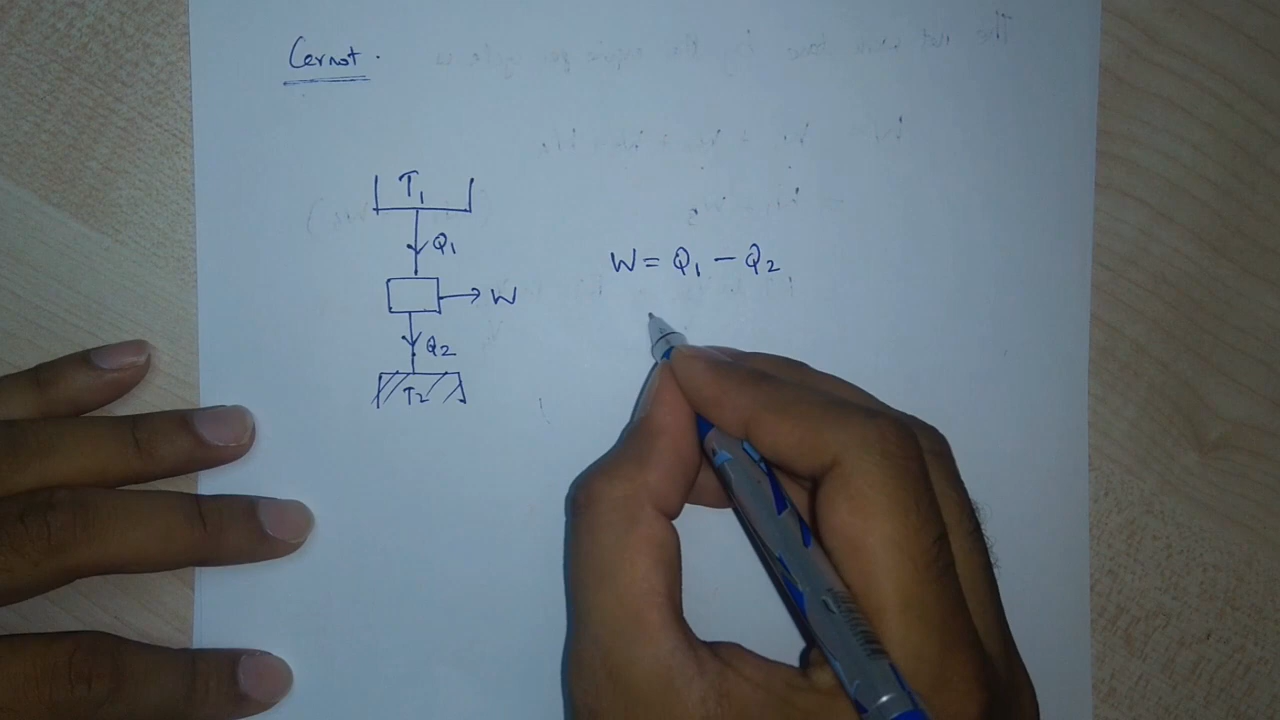 Carnot.
T1
Q1
W = Q1 - Q2
W
Q2
T2